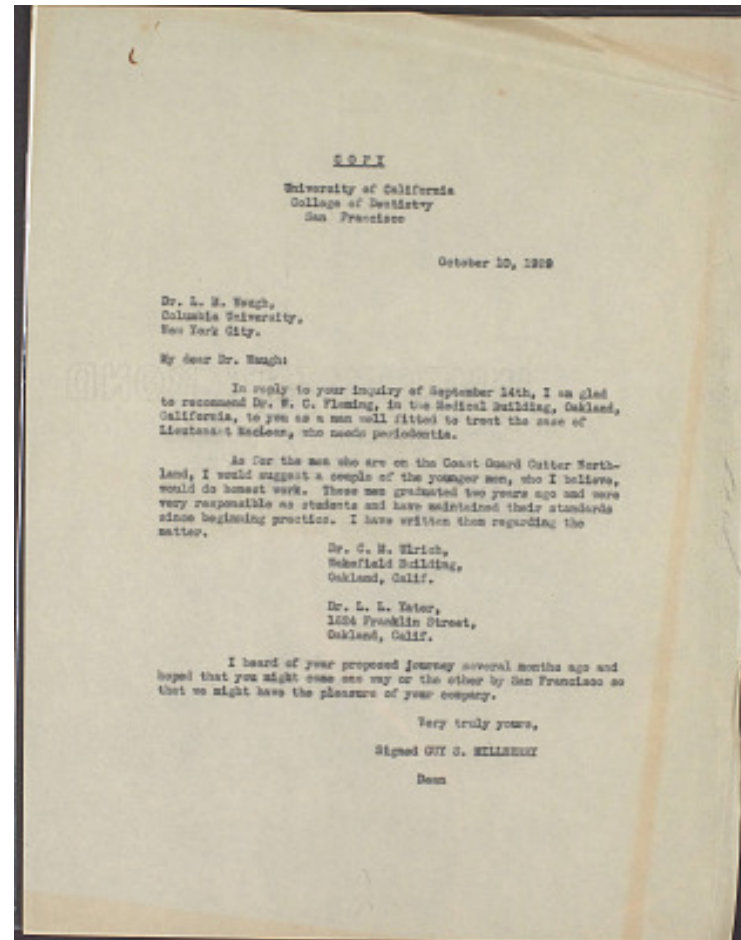 C O P Y
University of California
College of Dentistry
San Francisco
October 10, 1929
Dr. L. M. Waugh,
Columbia University,
New York City.
My dear Dr. Waugh:
In reply to your inquiry of September 14th, I am glad
to recommend Dr. W. C. Fleming, in the Medical Building, Oakland,
California, to you as a man well fitted to treat the case of
Lieutenant Maclean, who needs periodontia.
As for the men who are on the Coast Guard Cutter North-
land, I would suggest a couple of the younger men, who I believe,
would do honest work. These men graduated two years ago and were
very responsible as students and have maintained their standards
since beginning practice. I have written them regarding the
matter.
Dr. C. M. Ulrich,
Wakefield Building,
Oakland, Calif.
Dr. L. L. Yater,
1624 Franklin Street,
Oakland, Calif.
I heard of your proposed journey several months ago and
hoped that you might come one way or the other by San Francisco so
that we might have the pleasure of your company.
Very truly yours,
Signed GUY S. MILLBERRY
Dean